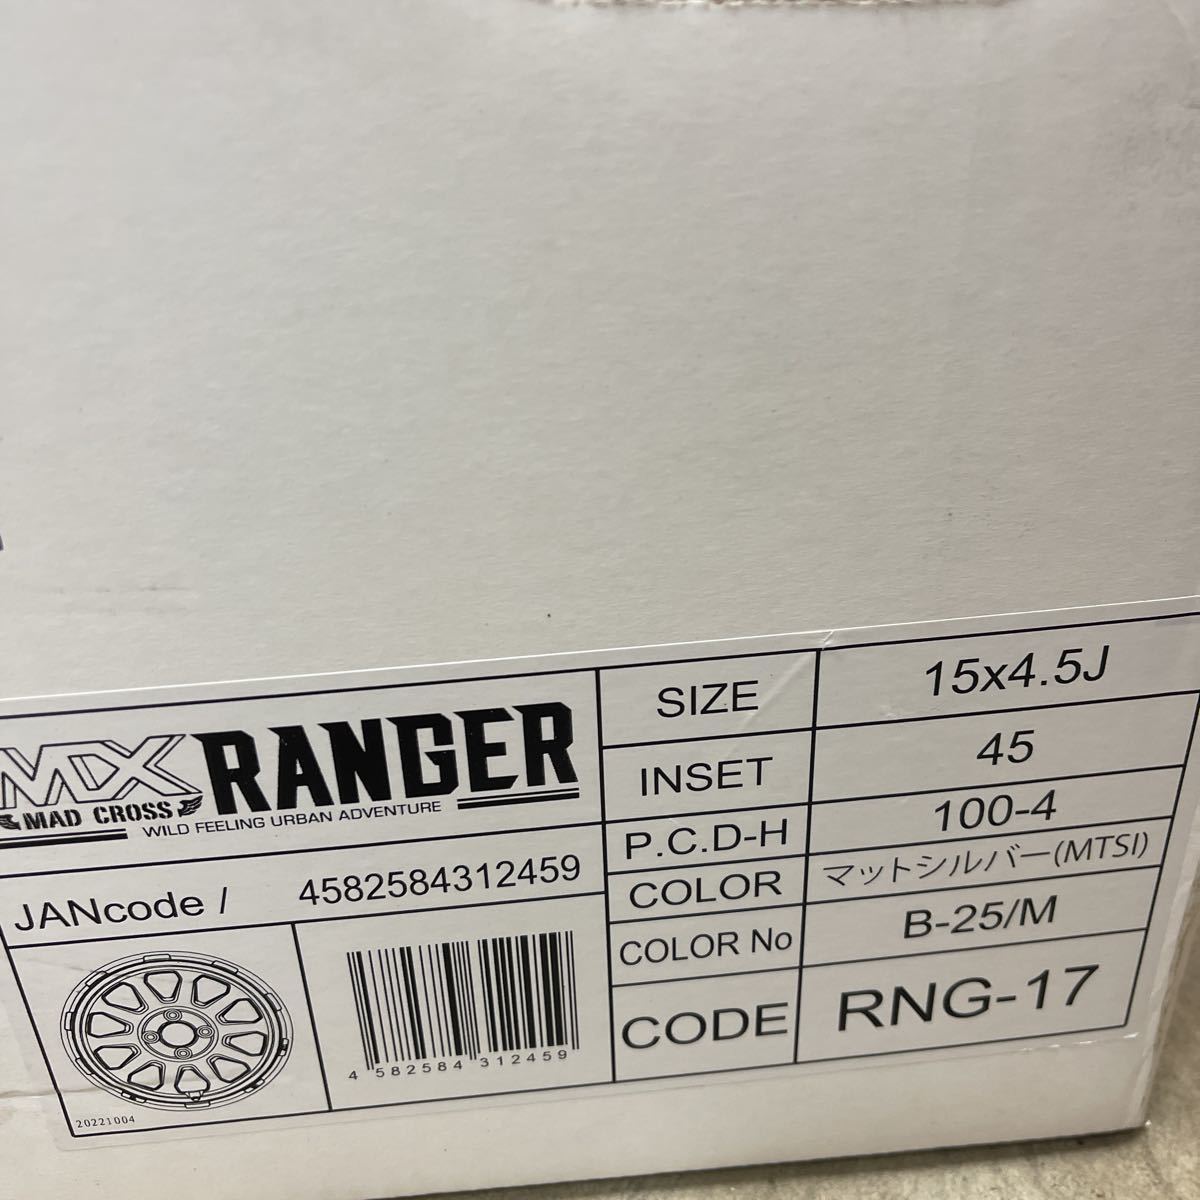 MX RANGER
MAD CROSS
WILD FEELING URBAN ADVENTURE
JANcode / 4582584312459
4 582584 312459
20221004
SIZE 15x4.5J
INSET 45
P.C.D-H 100-4
COLOR マットシルバー(MTSI)
COLOR No B-25/M
CODE RNG-17